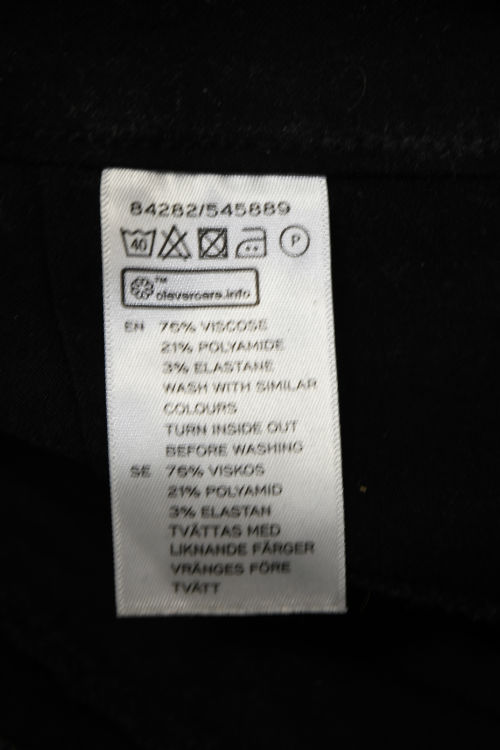 84282/545889
40 P
TM
clevercare.info
EN 76% VISCOSE
21% POLYAMIDE
3% ELASTANE
WASH WITH SIMILAR
COLOURS
TURN INSIDE OUT
BEFORE WASHING
SE 76% VISKOS
21% POLYAMID
3% ELASTAN
TVÄTTAS MED
LIKNANDE FÄRGER
VRÄNGES FÖRE
TVÄTT